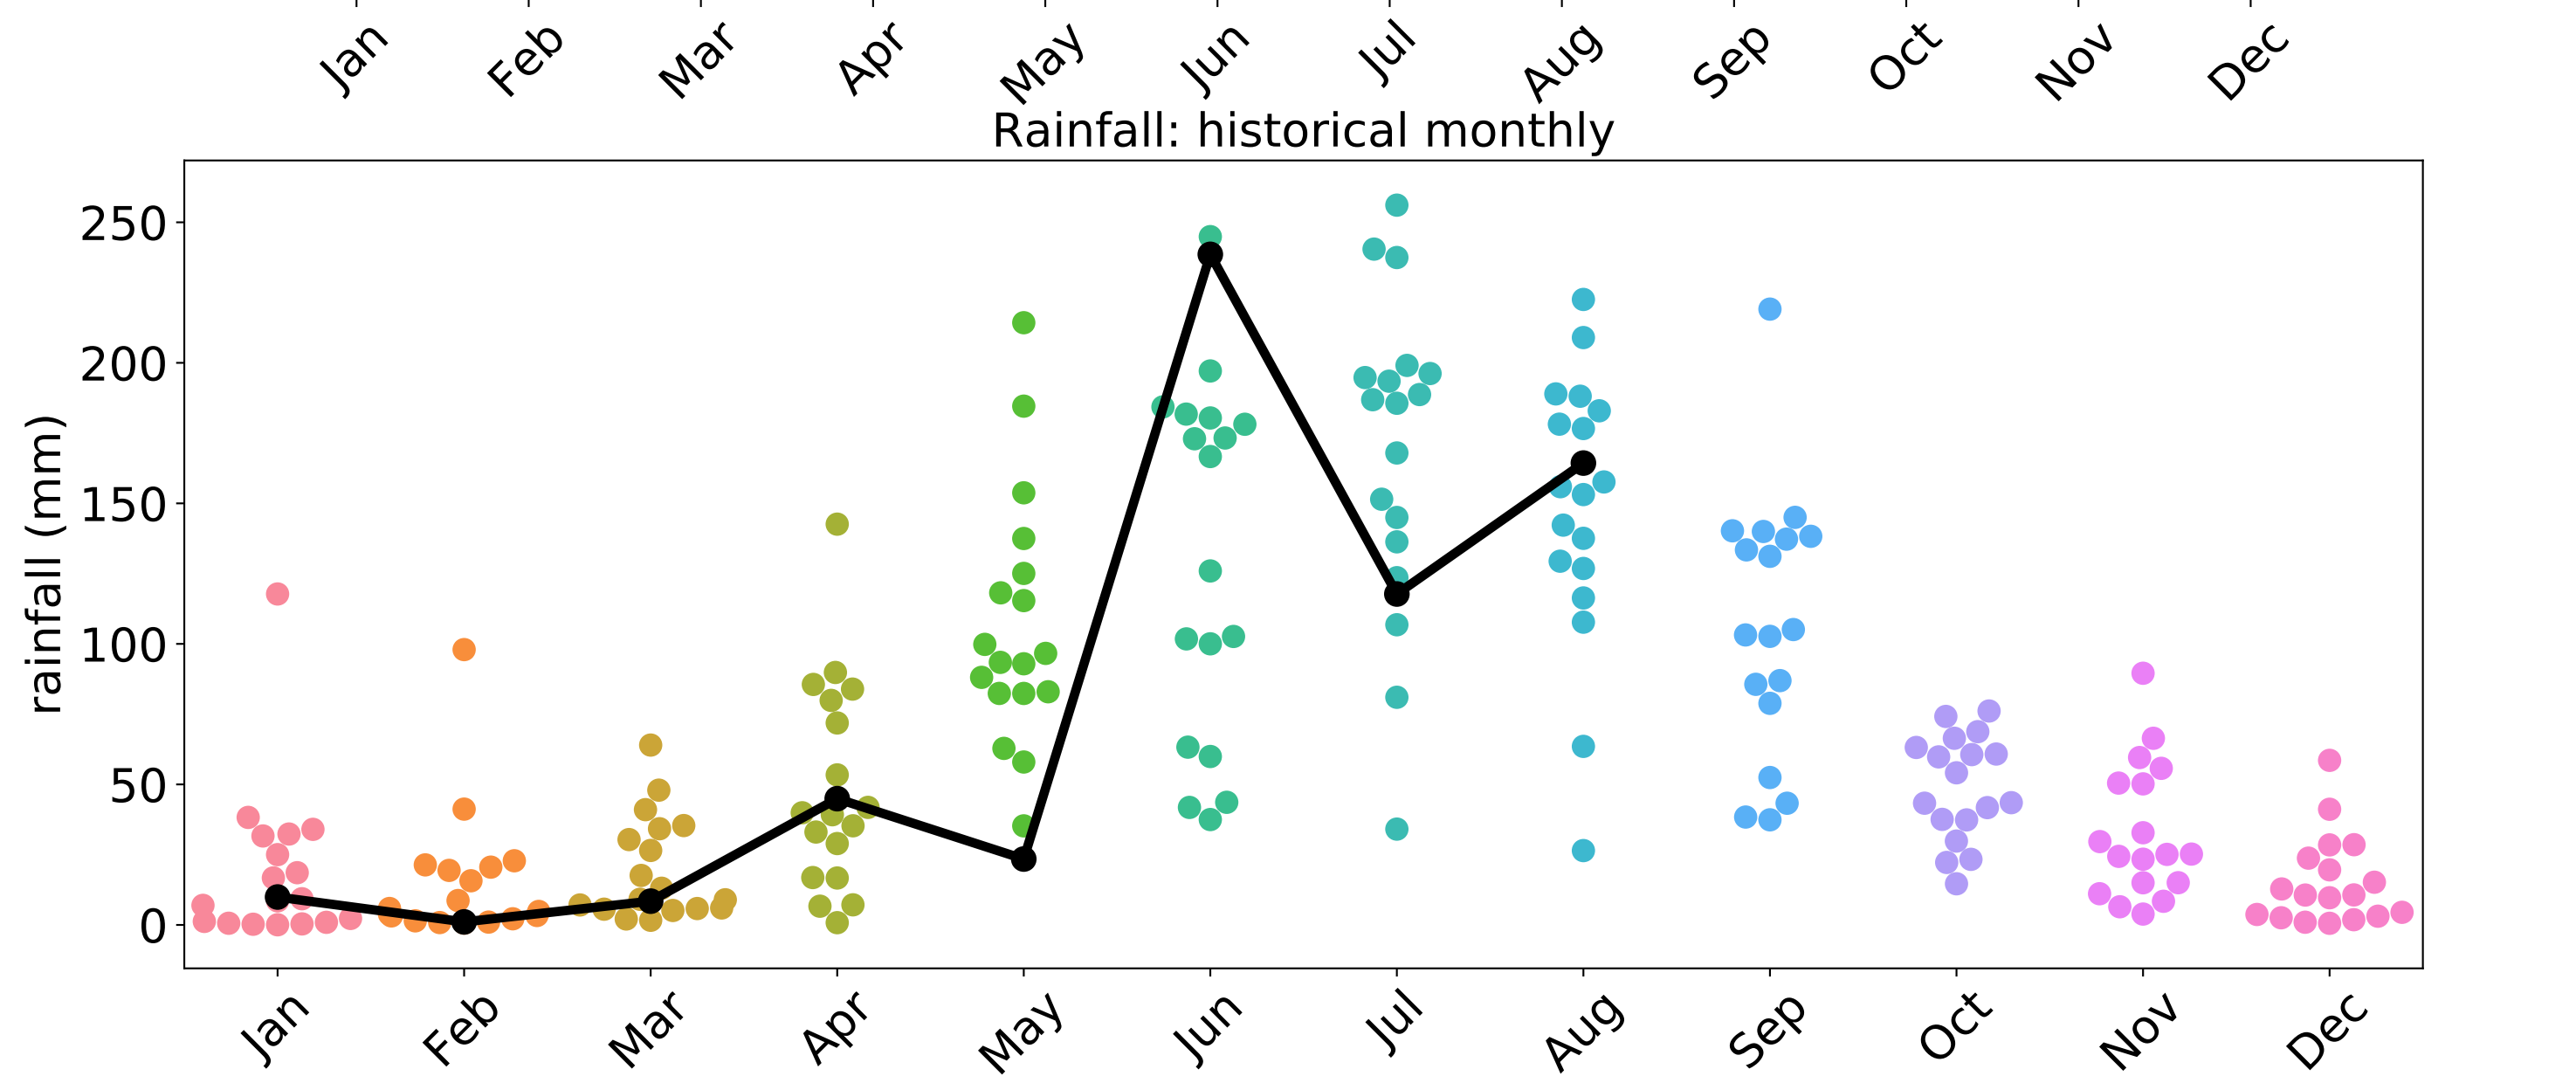 Jan Feb Mar Apr May Jun Jul Aug Sep Oct Nov Dec
Rainfall: historical monthly
rainfall (mm)
250
200
150
100
50
0
Jan Feb Mar Apr May Jun Jul Aug Sep Oct Nov Dec